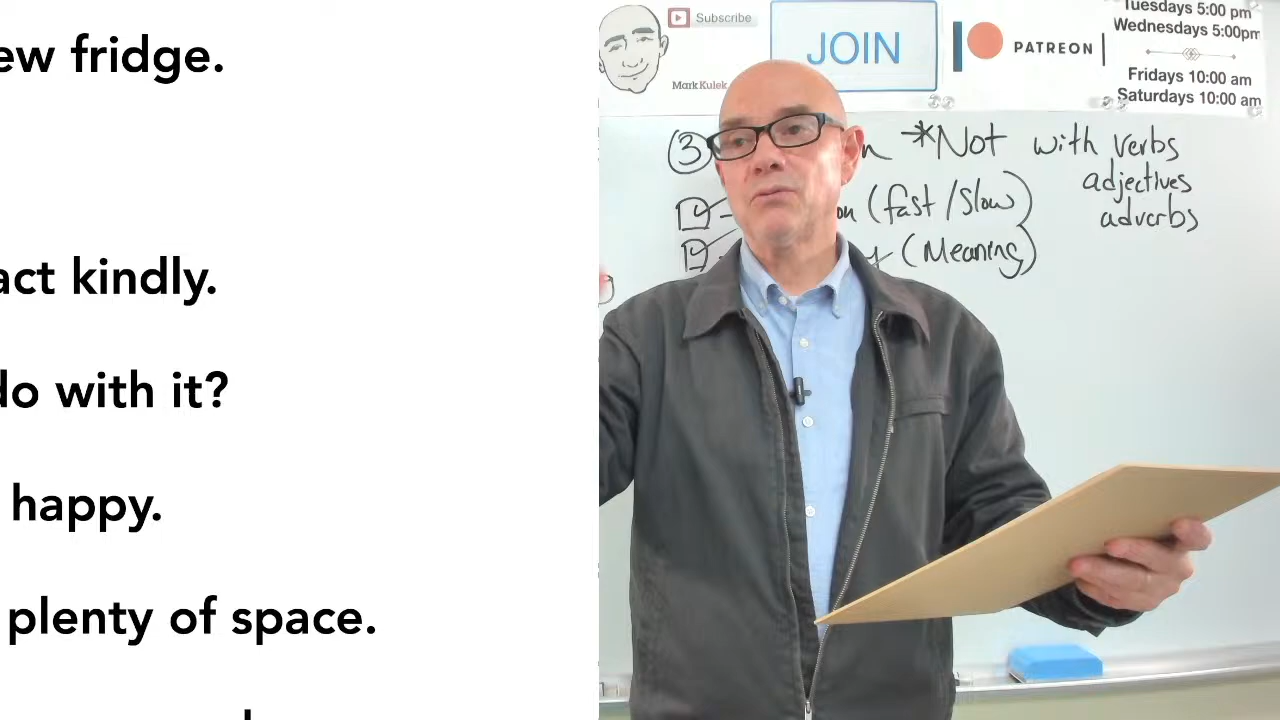 ew fridge.
act kindly.
do with it?
happy.
plenty of space.
Subscribe
Mark Kulek
JOIN
PATREON
Tuesdays 5:00 pm
Wednesdays 5:00pm
Fridays 10:00 am
Saturdays 10:00 am
3 *Not with verbs
adjectives
adverbs
(fast/slow)
(Meaning)